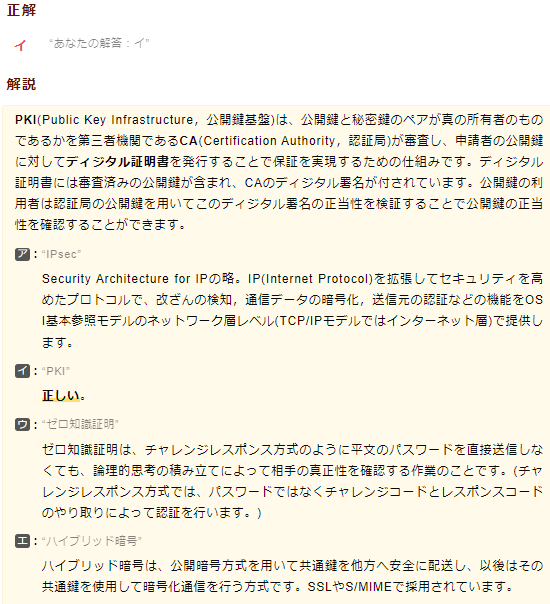 正解
イ “あなたの解答：イ”
解説
PKI(Public Key Infrastructure，公開鍵基盤)は、公開鍵と秘密鍵のペアが真の所有者のもの
であるかを第三者機関であるCA(Certification Authority，認証局)が審査し、申請者の公開鍵
に対してディジタル証明書を発行することで保証を実現するための仕組みです。ディジタル
証明書には審査済みの公開鍵が含まれ、CAのディジタル署名が付されています。公開鍵の利
用者は認証局の公開鍵を用いてこのディジタル署名の正当性を検証することで公開鍵の正当
性を確認することができます。
ア：“IPsec”
Security Architecture for IPの略。IP(Internet Protocol)を拡張してセキュリティを高
めたプロトコルで、改ざんの検知，通信データの暗号化，送信元の認証などの機能をOS
I基本参照モデルのネットワーク層レベル(TCP/IPモデルではインターネット層)で提供し
ます。
イ：“PKI”
正しい。
ウ：“ゼロ知識証明”
ゼロ知識証明は、チャレンジレスポンス方式のように平文のパスワードを直接送信しな
くても、論理的思考の積み立てによって相手の真正性を確認する作業のことです。(チャ
レンジレスポンス方式では、パスワードではなくチャレンジコードとレスポンスコード
のやり取りによって認証を行います。)
エ：“ハイブリッド暗号”
ハイブリッド暗号は、公開暗号方式を用いて共通鍵を他方へ安全に配送し、以後はその
共通鍵を使用して暗号化通信を行う方式です。SSLやS/MIMEで採用されています。